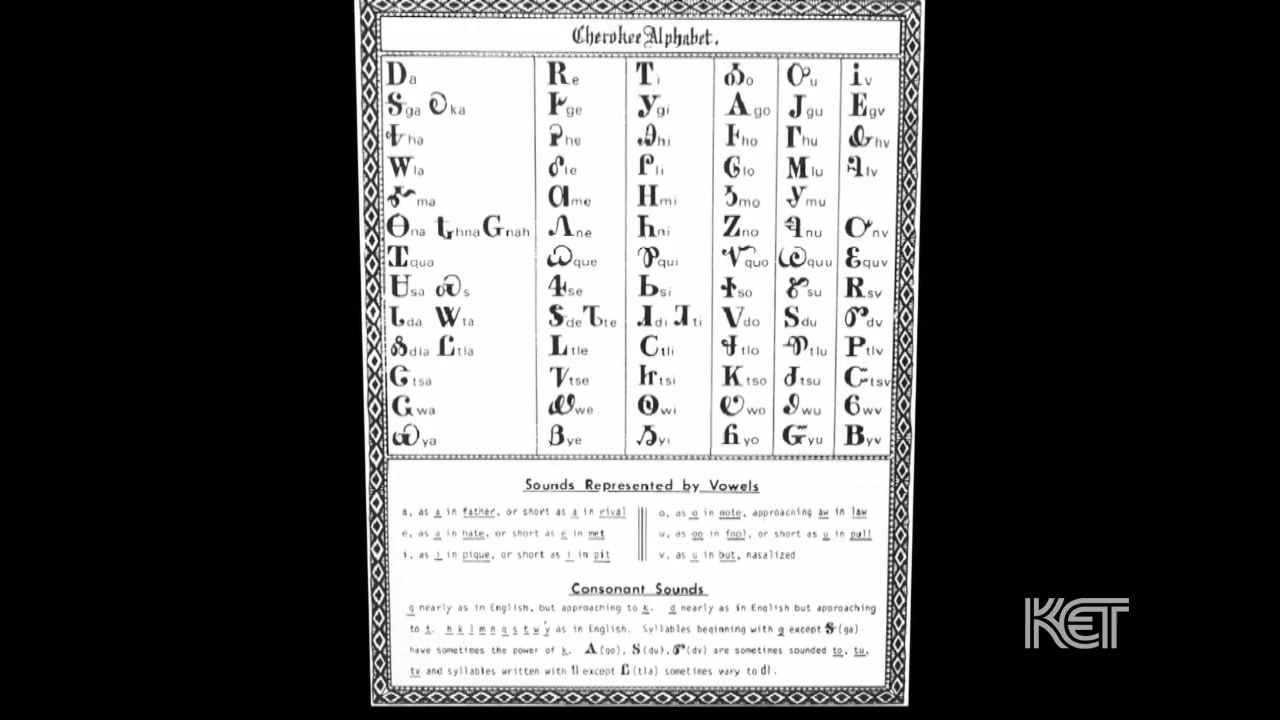 Cherokee Alphabet.
Ꭰa Ꭱe Ꭲi Ꭳo Ꭴu Ꭵv
Ꭶga Ꭷka Ꭸge Ꭹgi Ꭺgo Ꭻgu Ꭼgv
Ꭽha Ꭾhe Ꭿhi Ꮀho Ꮁhu Ꮂhv
Ꮃla Ꮄle Ꮅli Ꮆlo Ꮇlu Ꮈlv
Ꮉma Ꮊme Ꮋmi Ꮌmo Ꮍmu
Ꮎna Ꮏhna Ꮐnah Ꮑne Ꮒni Ꮓno Ꮔnu Ꮕnv
Ꮖqua Ꮗque Ꮘqui Ꮙquo Ꮚquu Ꮛquv
Ꮜsa Ꮝs Ꮞse Ꮟsi Ꮠso Ꮡsu Ꮢsv
Ꮣda Ꮤta Ꮥde Ꮦte Ꮧdi Ꮨti Ꮩdo Ꮪdu Ꮫdv
Ꮬdla Ꮭtla Ꮮtle Ꮯtli Ꮰtlo Ꮱtlu Ꮲtlv
Ꮳtsa Ꮴtse Ꮵtsi Ꮶtso Ꮷtsu Ꮸtsv
Ꮹwa Ꮺwe Ꮻwi Ꮼwo Ꮽwu Ꮾwv
Ꮿya Ᏸye Ᏹyi Ᏺyo Ᏻyu Ᏼyv
Sounds Represented by Vowels
a, as a in father, or short as a in rival
e, as a in hate, or short as e in met
i, as i in pique, or short as i in pit
o, as o in note, approaching aw in law
u, as oo in fool, or short as u in pull
v, as u in but, nasalized
Consonant Sounds
g nearly as in English, but approaching to k. d nearly as in English but approaching
to t. h k l m n q s t w y as in English. Syllables beginning with g except Ꭶ (ga)
have sometimes the power of k. Ꭺ (go), Ꮪ (du), Ꮫ (dv) are sometimes sounded to, tu,
tv and syllables written with tl except Ꮭ (tla) sometimes vary to dl.
KET